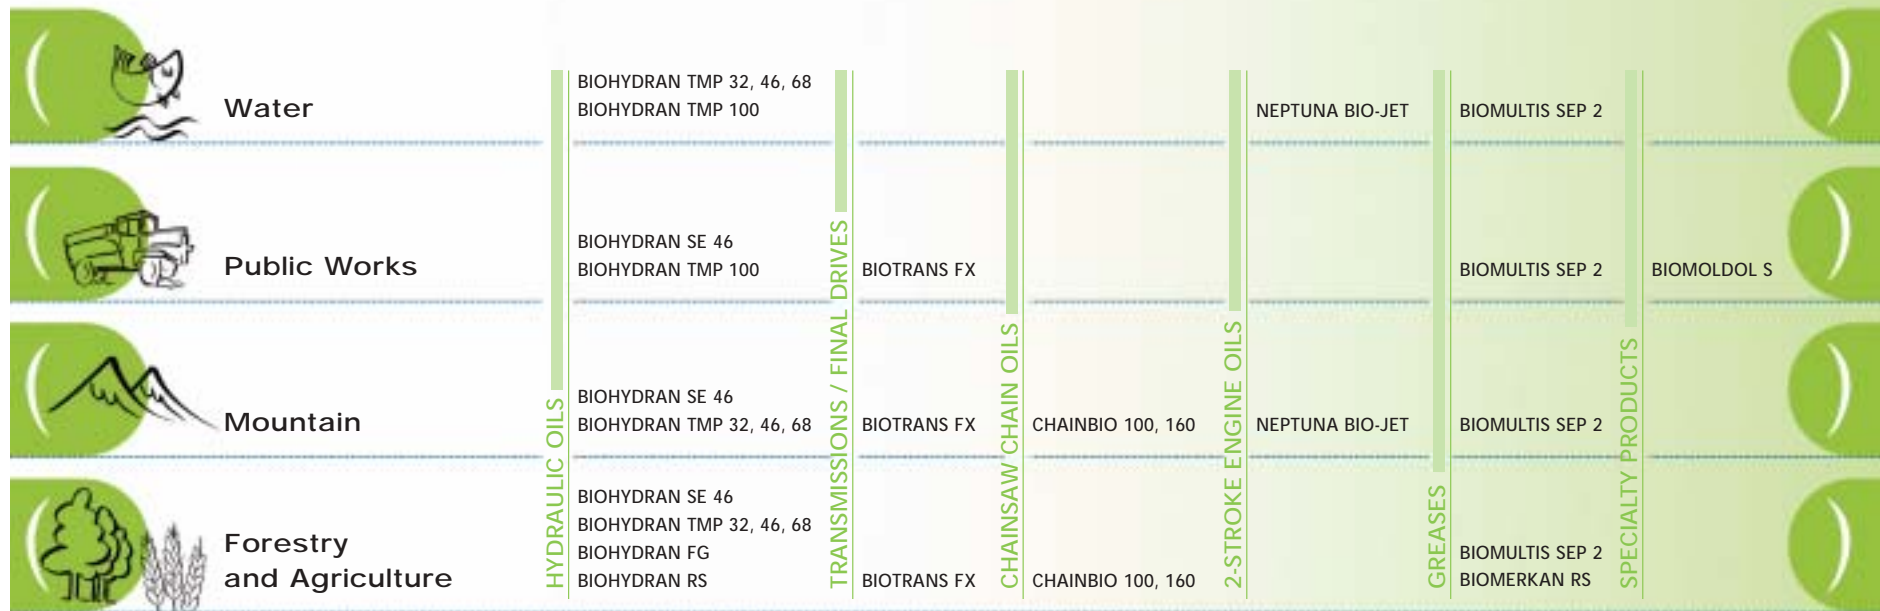 Water
BIOHYDRAN TMP 32, 46, 68
BIOHYDRAN TMP 100
NEPTUNA BIO-JET
BIOMULTIS SEP 2
Public Works
BIOHYDRAN SE 46
BIOHYDRAN TMP 100
BIOTRANS FX
BIOMULTIS SEP 2
BIOMOLDOL S
Mountain
BIOHYDRAN SE 46
BIOHYDRAN TMP 32, 46, 68
BIOTRANS FX
CHAINBIO 100, 160
NEPTUNA BIO-JET
BIOMULTIS SEP 2
Forestry
and Agriculture
BIOHYDRAN SE 46
BIOHYDRAN TMP 32, 46, 68
BIOHYDRAN FG
BIOHYDRAN RS
BIOTRANS FX
CHAINBIO 100, 160
BIOMULTIS SEP 2
BIOMERKAN RS
HYDRAULIC OILS
TRANSMISSIONS / FINAL DRIVES
CHAINSAW CHAIN OILS
2-STROKE ENGINE OILS
GREASES
SPECIALTY PRODUCTS